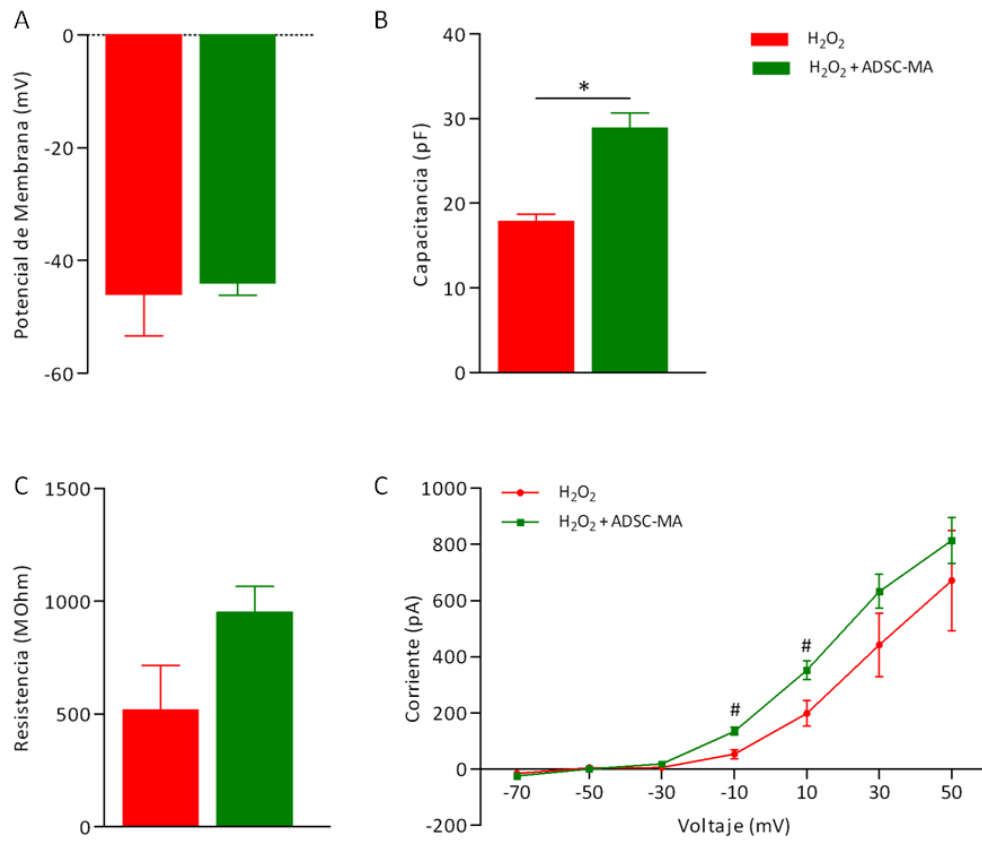 A
Potencial de Membrana (mV)
0
-20
-40
-60
B
Capacitancia (pF)
40
30
20
10
0
*
H₂O₂
H₂O₂ + ADSC-MA
C
Resistencia (MOhm)
1500
1000
500
0
C
H₂O₂
H₂O₂ + ADSC-MA
Corriente (pA)
1000
800
600
400
200
0
-200
#
#
-70 -50 -30 -10 10 30 50
Voltaje (mV)